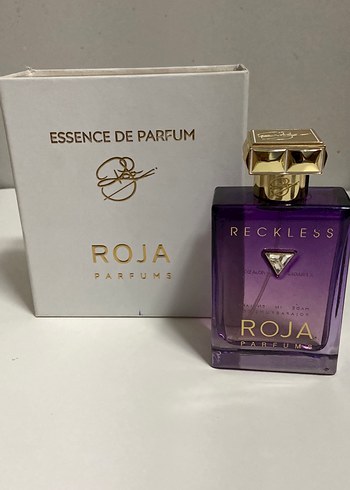 ESSENCE DE PARFUM
ROJA
PARFUMS
RECKLESS
ROJA
PARFUMS